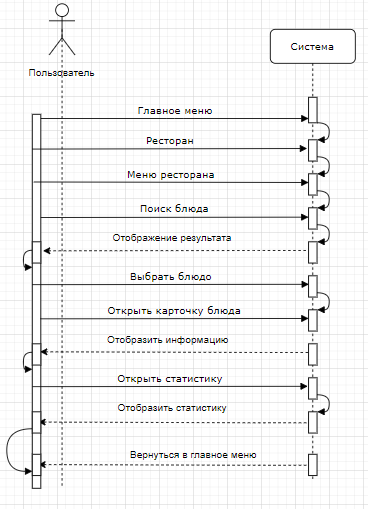 Система
Пользователь
Главное меню
Ресторан
Меню ресторана
Поиск блюда
Отображение результата
Выбрать блюдо
Открыть карточку блюда
Отобразить информацию
Открыть статистику
Отобразить статистику
Вернуться в главное меню